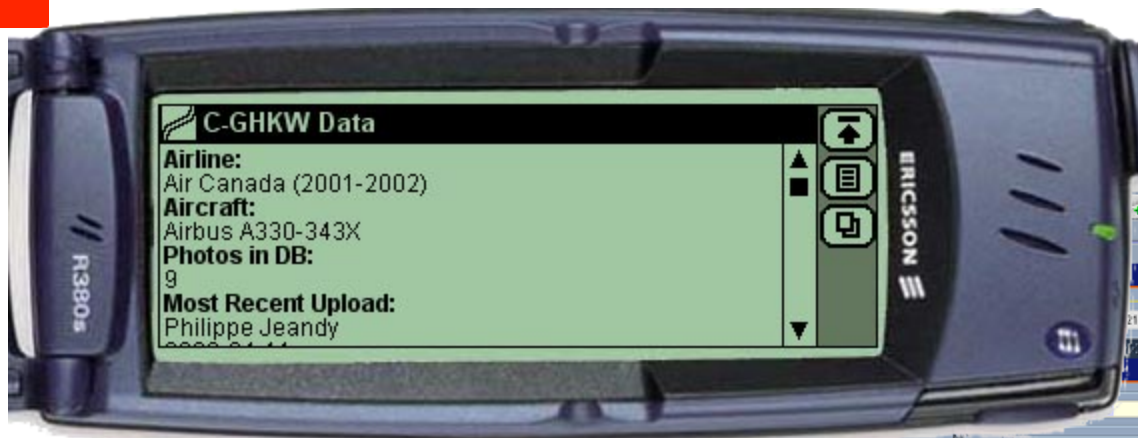 C-GHKW Data
Airline:
Air Canada (2001-2002)
Aircraft:
Airbus A330-343X
Photos in DB:
9
Most Recent Upload:
Philippe Jeandy
ERICSSON
R380s